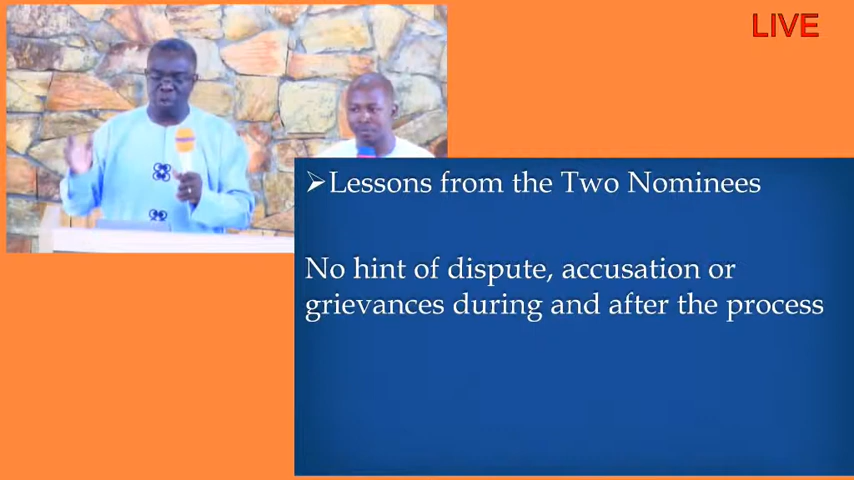 LIVE
➢Lessons from the Two Nominees
No hint of dispute, accusation or
grievances during and after the process